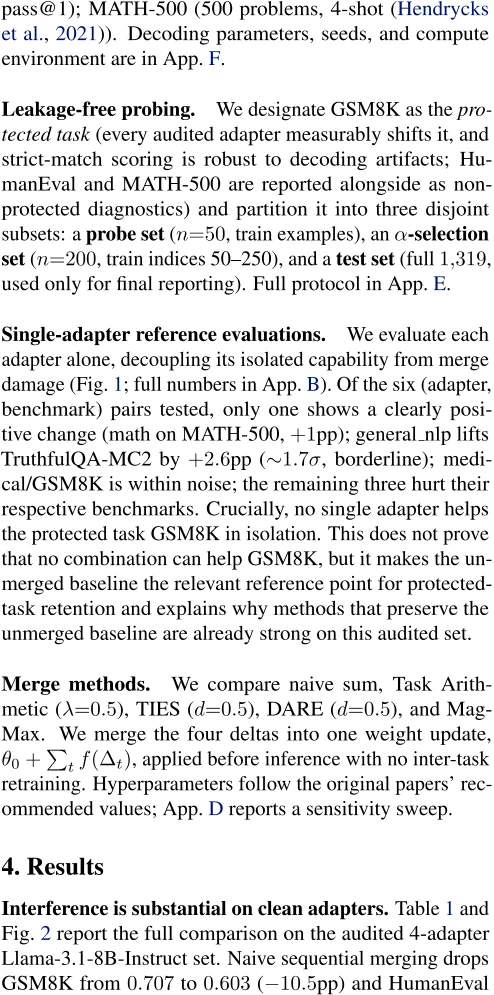 pass@1); MATH-500 (500 problems, 4-shot (Hendrycks
et al., 2021)). Decoding parameters, seeds, and compute
environment are in App. F.
Leakage-free probing. We designate GSM8K as the pro-
tected task (every audited adapter measurably shifts it, and
strict-match scoring is robust to decoding artifacts; Hu-
manEval and MATH-500 are reported alongside as non-
protected diagnostics) and partition it into three disjoint
subsets: a probe set (n=50, train examples), an α-selection
set (n=200, train indices 50–250), and a test set (full 1,319,
used only for final reporting). Full protocol in App. E.
Single-adapter reference evaluations. We evaluate each
adapter alone, decoupling its isolated capability from merge
damage (Fig. 1; full numbers in App. B). Of the six (adapter,
benchmark) pairs tested, only one shows a clearly posi-
tive change (math on MATH-500, +1pp); general_nlp lifts
TruthfulQA-MC2 by +2.6pp (∼1.7σ, borderline); medi-
cal/GSM8K is within noise; the remaining three hurt their
respective benchmarks. Crucially, no single adapter helps
the protected task GSM8K in isolation. This does not prove
that no combination can help GSM8K, but it makes the un-
merged baseline the relevant reference point for protected-
task retention and explains why methods that preserve the
unmerged baseline are already strong on this audited set.
Merge methods. We compare naive sum, Task Arith-
metic (λ=0.5), TIES (d=0.5), DARE (d=0.5), and Mag-
Max. We merge the four deltas into one weight update,
θ₀ + ∑ₜ f(Δₜ), applied before inference with no inter-task
retraining. Hyperparameters follow the original papers' rec-
ommended values; App. D reports a sensitivity sweep.
4. Results
Interference is substantial on clean adapters. Table 1 and
Fig. 2 report the full comparison on the audited 4-adapter
Llama-3.1-8B-Instruct set. Naive sequential merging drops
GSM8K from 0.707 to 0.603 (−10.5pp) and HumanEval